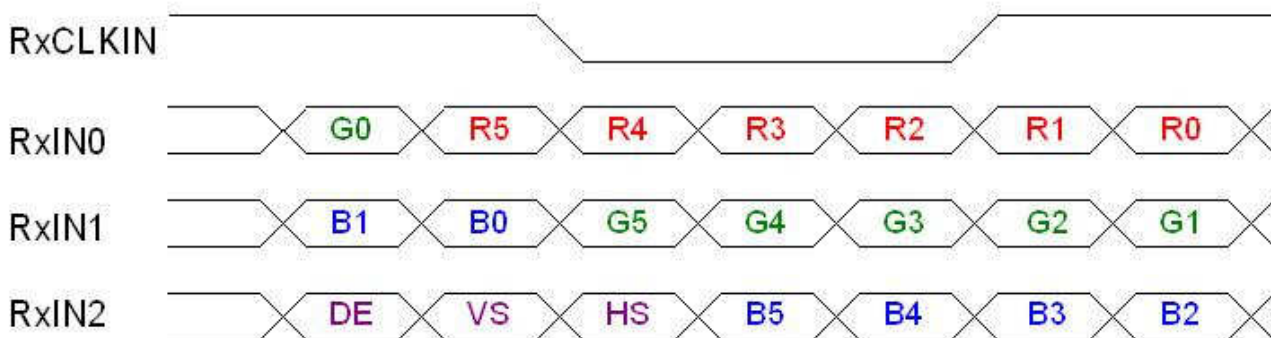 RxCLKIN
RxIN0 G0 R5 R4 R3 R2 R1 R0
RxIN1 B1 B0 G5 G4 G3 G2 G1
RxIN2 DE VS HS B5 B4 B3 B2